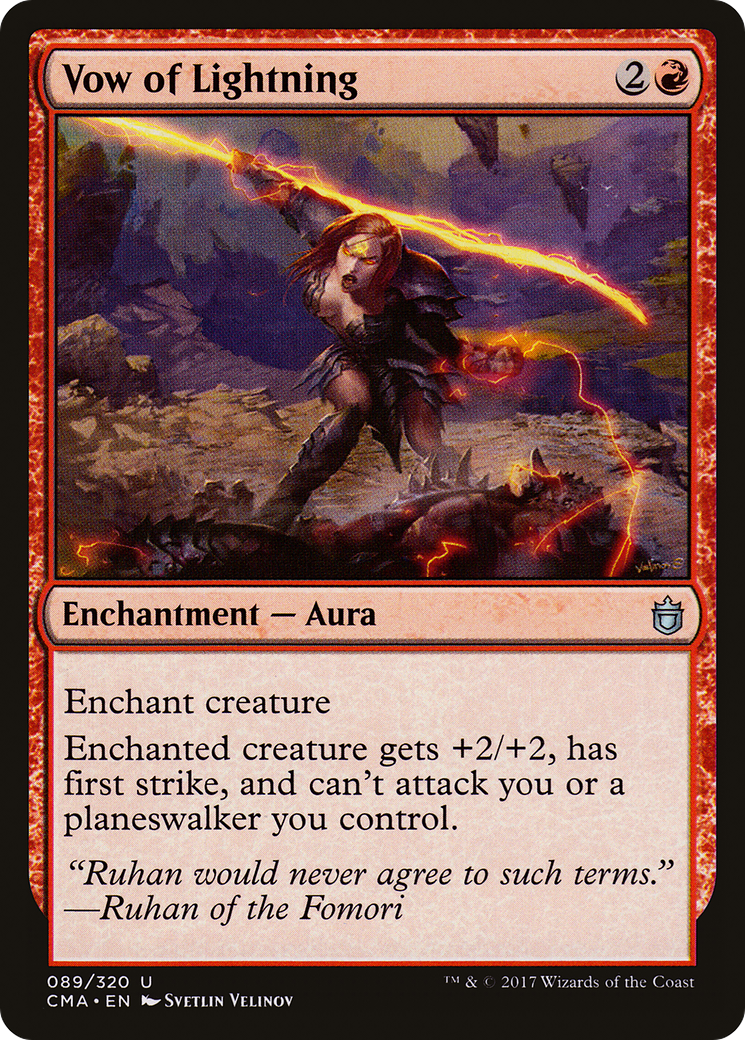 Vow of Lightning
2
Enchantment — Aura
Enchant creature
Enchanted creature gets +2/+2, has
first strike, and can't attack you or a
planeswalker you control.
“Ruhan would never agree to such terms.”
—Ruhan of the Fomori
089/320 U
™ & © 2017 Wizards of the Coast
CMA • EN Svetlin Velinov